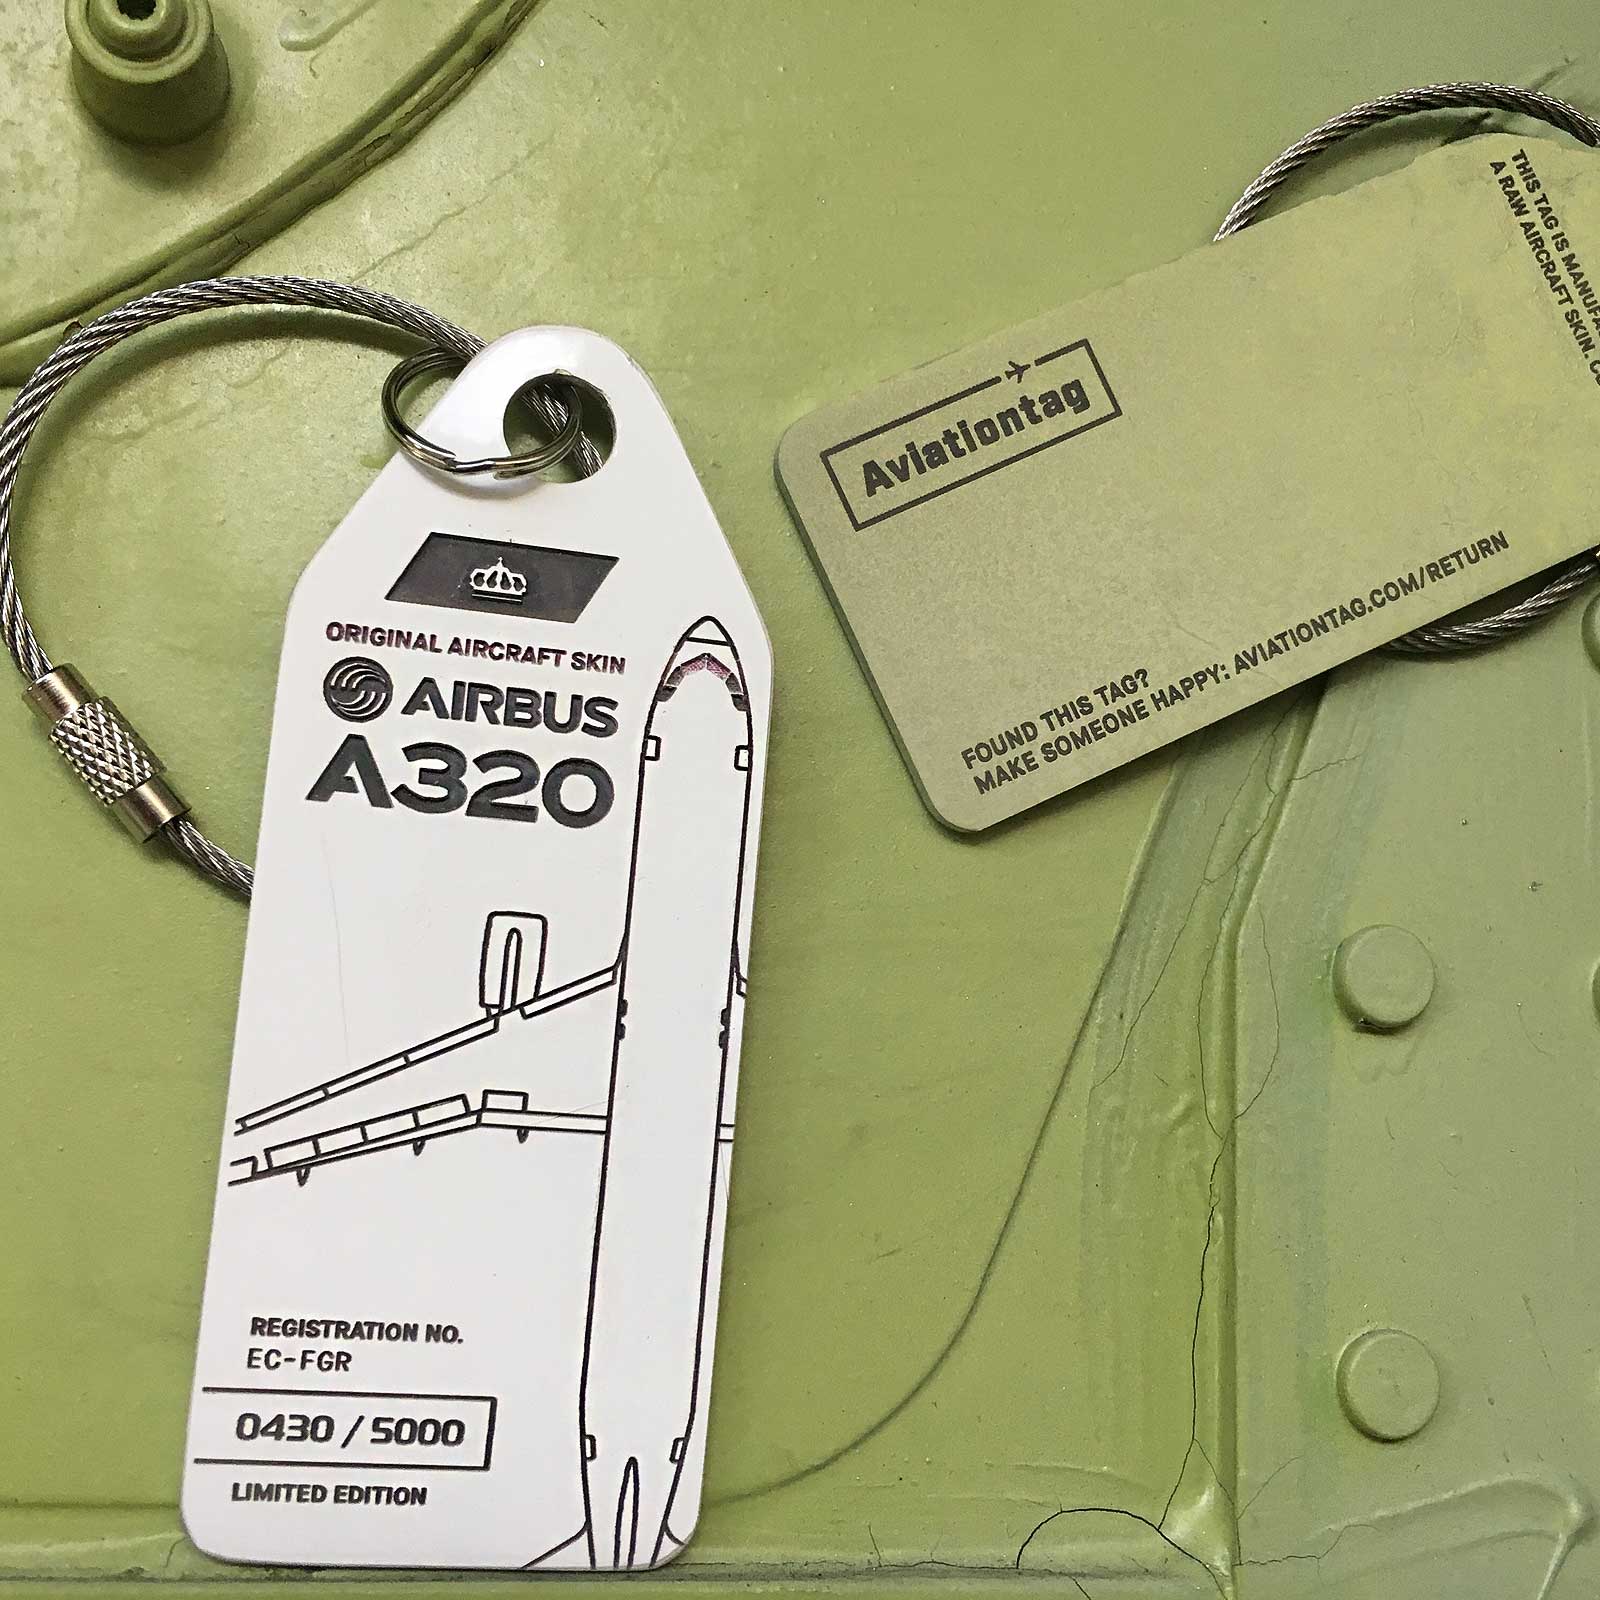 ORIGINAL AIRCRAFT SKIN
AIRBUS
A320
REGISTRATION NO.
EC-FGR
0430 / 5000
LIMITED EDITION
Aviationtag
FOUND THIS TAG?
MAKE SOMEONE HAPPY: AVIATIONTAG.COM/RETURN
THIS TAG IS
A RAW AIRCRAFT SKIN.